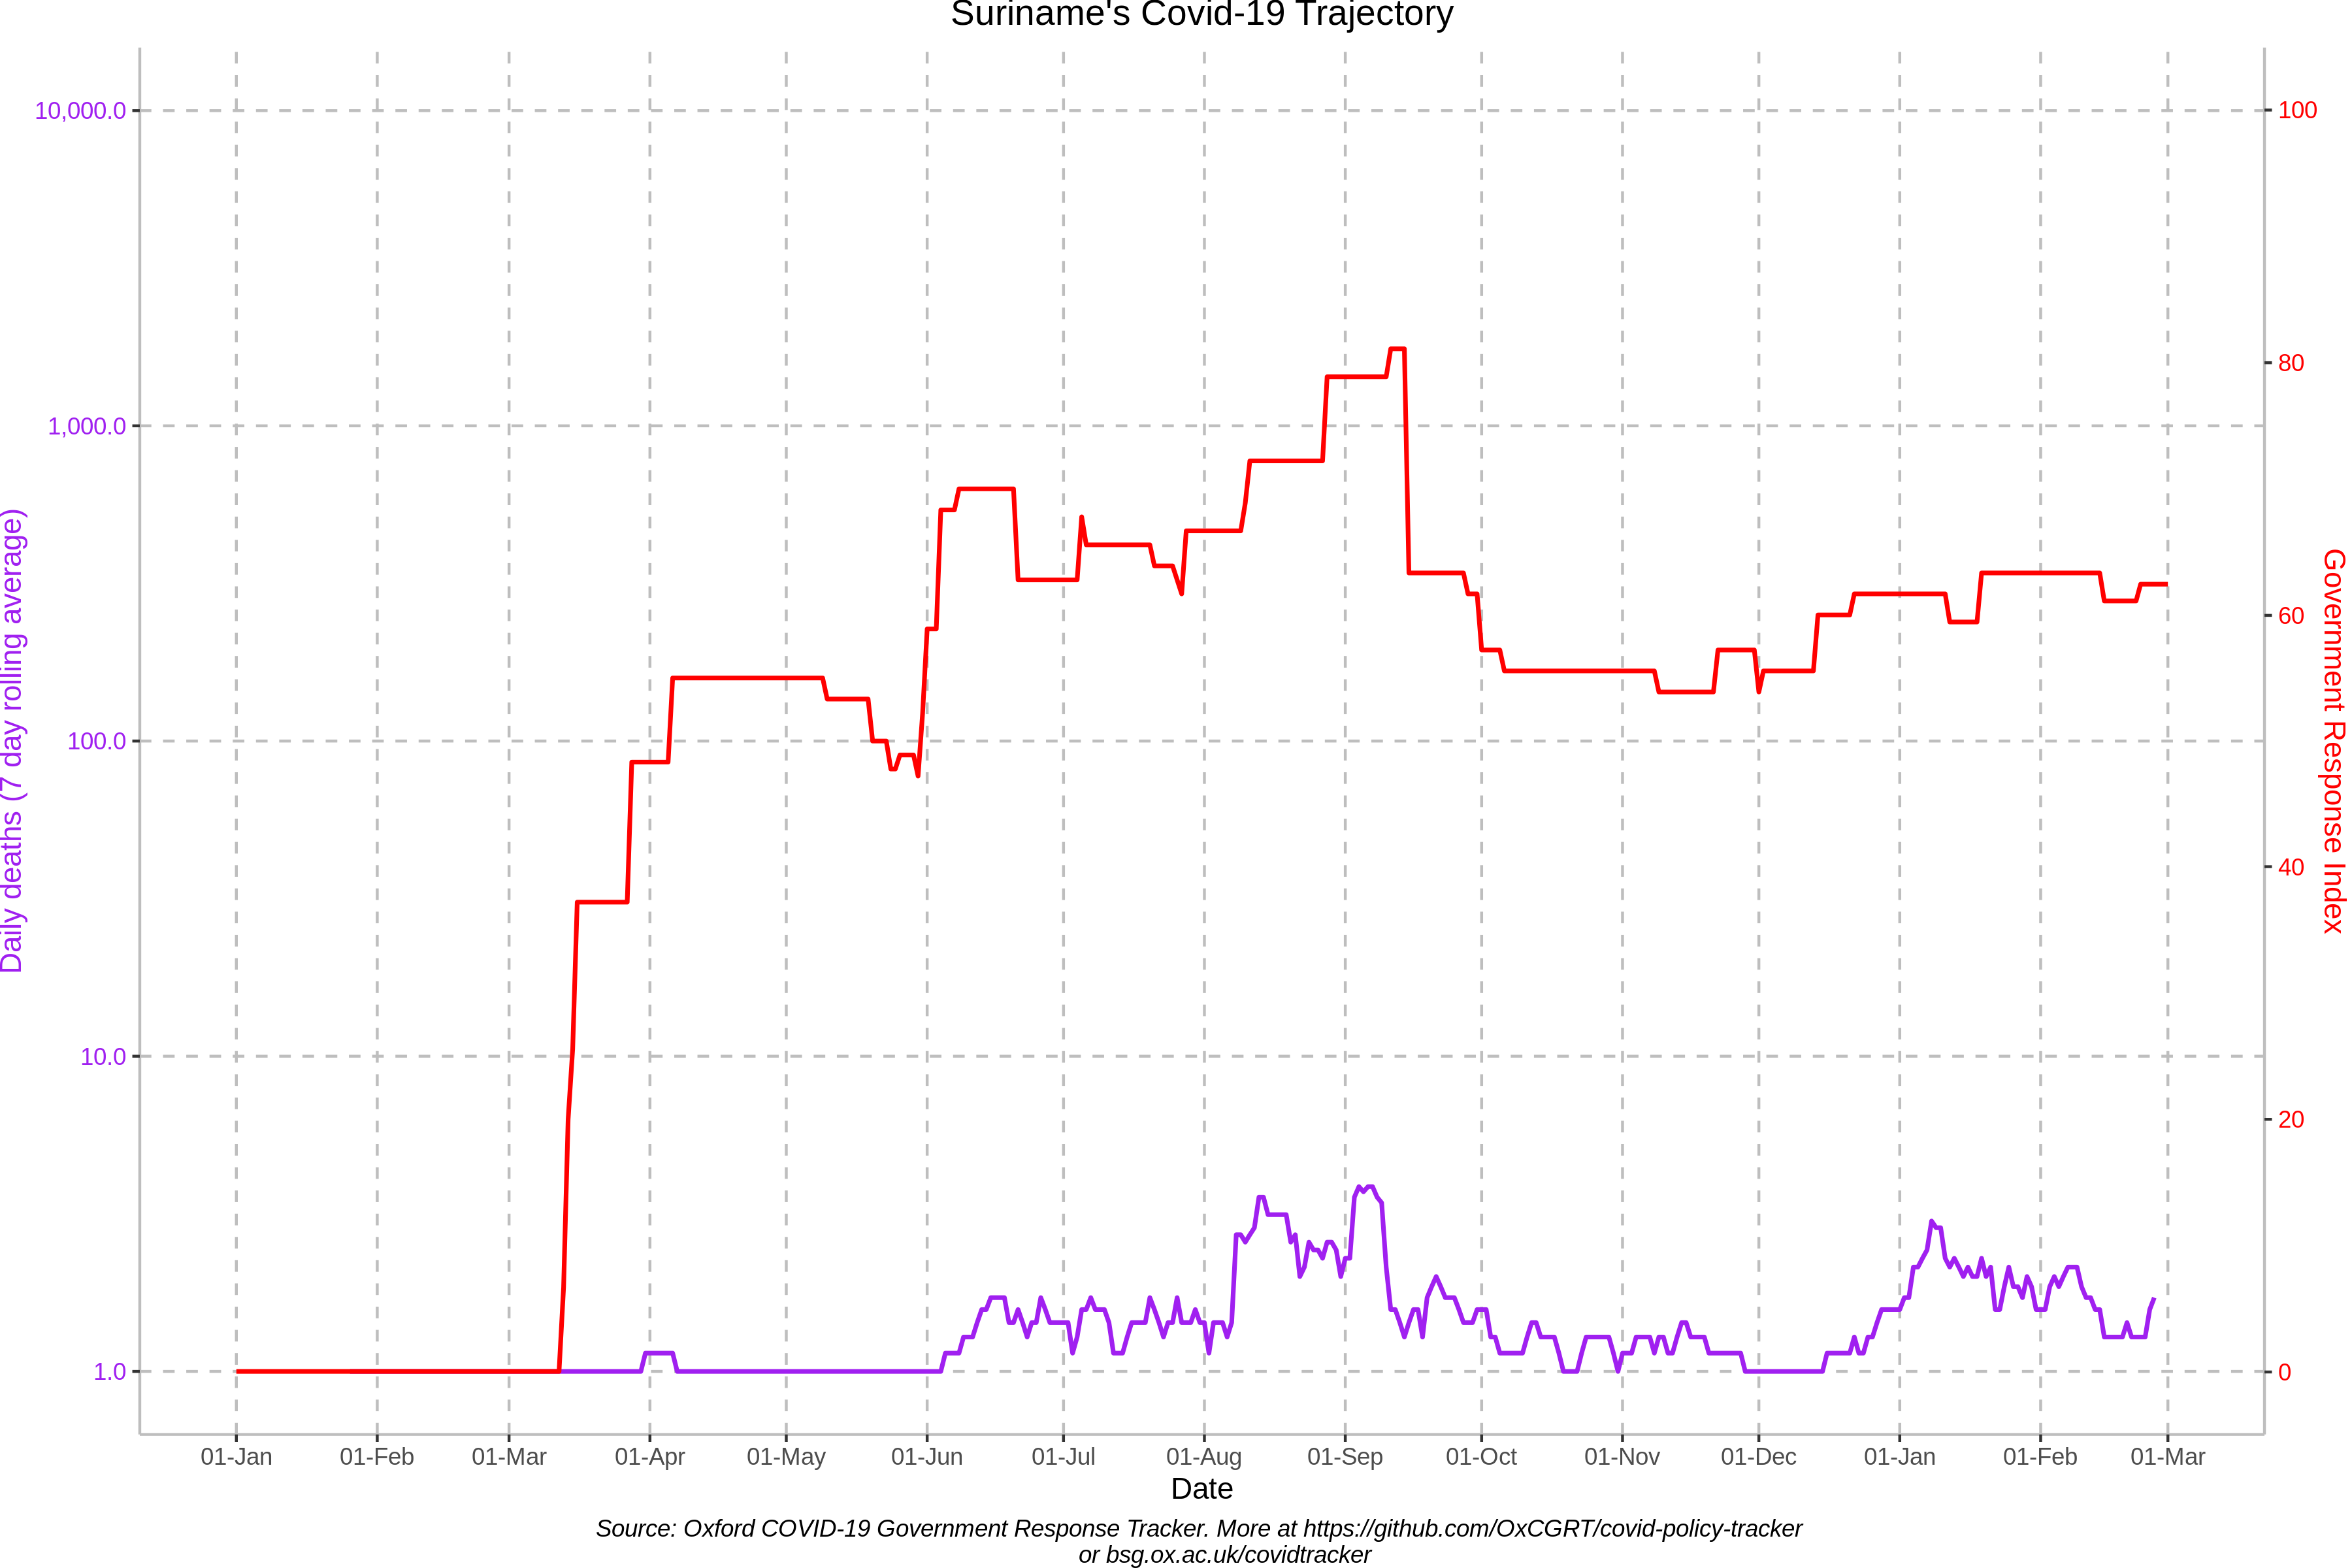 Suriname's Covid-19 Trajectory
Daily deaths (7 day rolling average)
10,000.0
1,000.0
100.0
10.0
1.0
100
80
60
40
20
0
Government Response Index
01-Jan 01-Feb 01-Mar 01-Apr 01-May 01-Jun 01-Jul 01-Aug 01-Sep 01-Oct 01-Nov 01-Dec 01-Jan 01-Feb 01-Mar
Date
Source: Oxford COVID-19 Government Response Tracker. More at https://github.com/OxCGRT/covid-policy-tracker
or bsg.ox.ac.uk/covidtracker